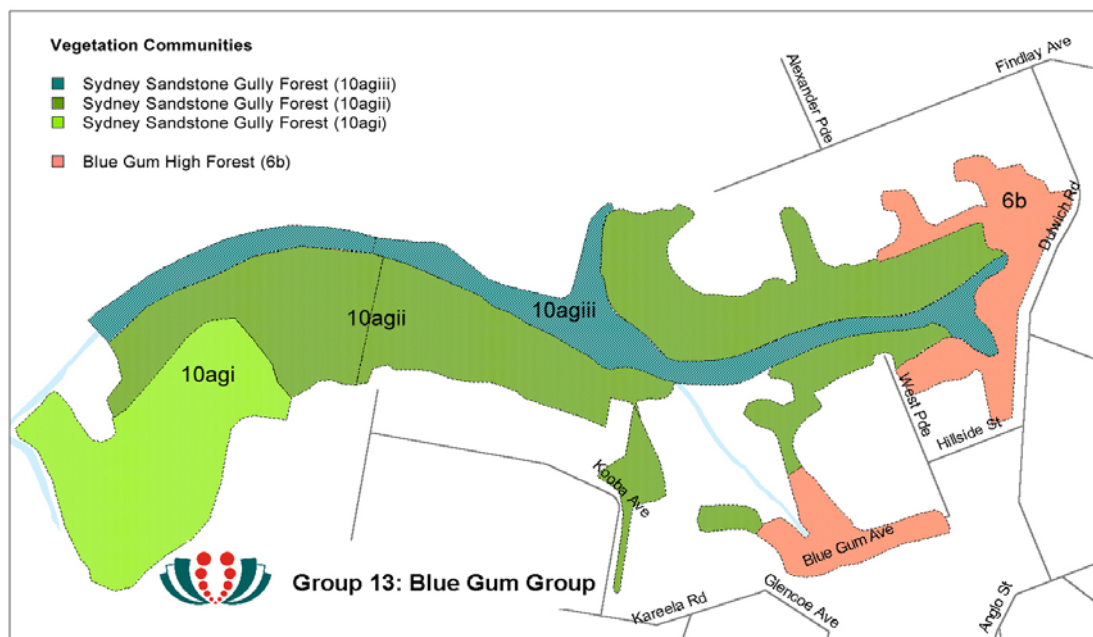 Vegetation Communities
Sydney Sandstone Gully Forest (10agiii)
Sydney Sandstone Gully Forest (10agii)
Sydney Sandstone Gully Forest (10agi)
Blue Gum High Forest (6b)
Alexander Pde
Findlay Ave
6b
Dulwich Rd
10agiii
10agii
10agi
West Pde
Hillside St
Kooba Ave
Blue Gum Ave
Group 13: Blue Gum Group
Kareela Rd
Glencoe Ave
Anglo St